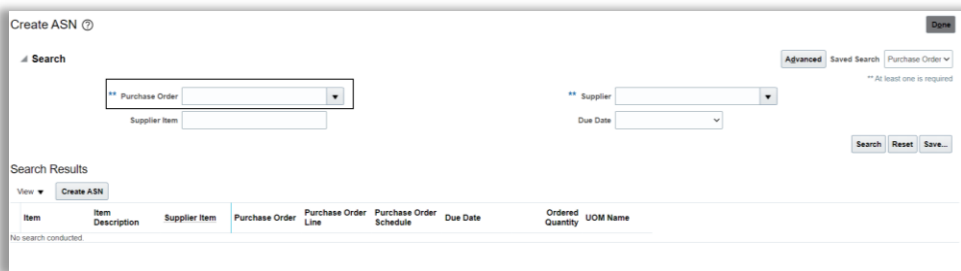 Create ASN ? Done
Search Advanced Saved Search Purchase Order
** At least one is required
** Purchase Order ** Supplier
Supplier Item Due Date
Search Reset Save...
Search Results
View Create ASN
Item Item Description Supplier Item Purchase Order Purchase Order Line Purchase Order Schedule Due Date Ordered Quantity UOM Name
No search conducted.